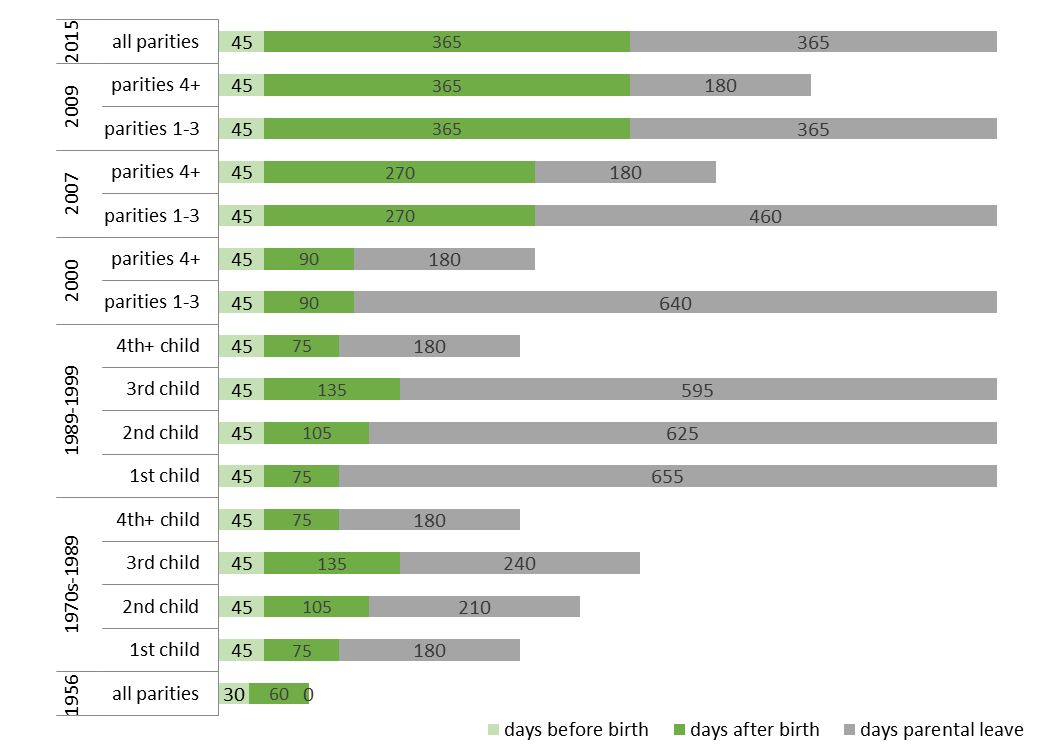 2015 all parities 45 365 365
2009 parities 4+ 45 365 180
parities 1-3 45 365 365
2007 parities 4+ 45 270 180
parities 1-3 45 270 460
2000 parities 4+ 45 90 180
parities 1-3 45 90 640
1989-1999 4th+ child 45 75 180
3rd child 45 135 595
2nd child 45 105 625
1st child 45 75 655
1970s-1989 4th+ child 45 75 180
3rd child 45 135 240
2nd child 45 105 210
1st child 45 75 180
1956 all parities 30 60 0
days before birth days after birth days parental leave